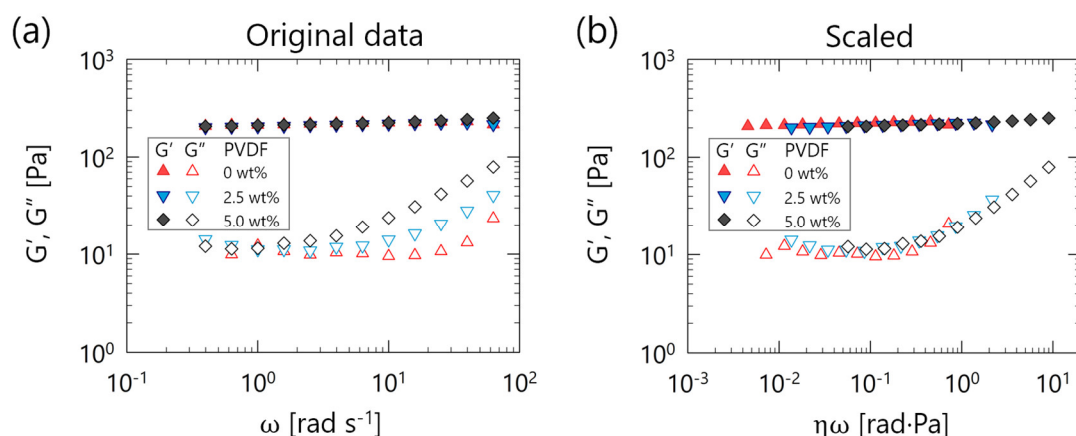 (a)
Original data
10³
10²
10¹
10⁰
G′, G″ [Pa]
G′ G″ PVDF
0 wt%
2.5 wt%
5.0 wt%
10⁻¹ 10⁰ 10¹ 10²
ω [rad s⁻¹]
(b)
Scaled
10³
10²
10¹
10⁰
G′, G″ [Pa]
G′ G″ PVDF
0 wt%
2.5 wt%
5.0 wt%
10⁻³ 10⁻² 10⁻¹ 10⁰ 10¹
ηω [rad·Pa]